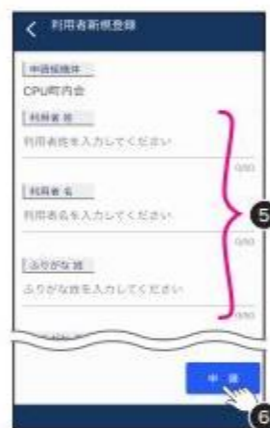 利用者新規登録
申請組織体
CPU町内会
利用者 姓
利用者姓を入力してください
0/50
利用者 名
利用者名を入力してください
0/50
ふりがな 姓
ふりがな姓を入力してください
0/50
5
申 請
6